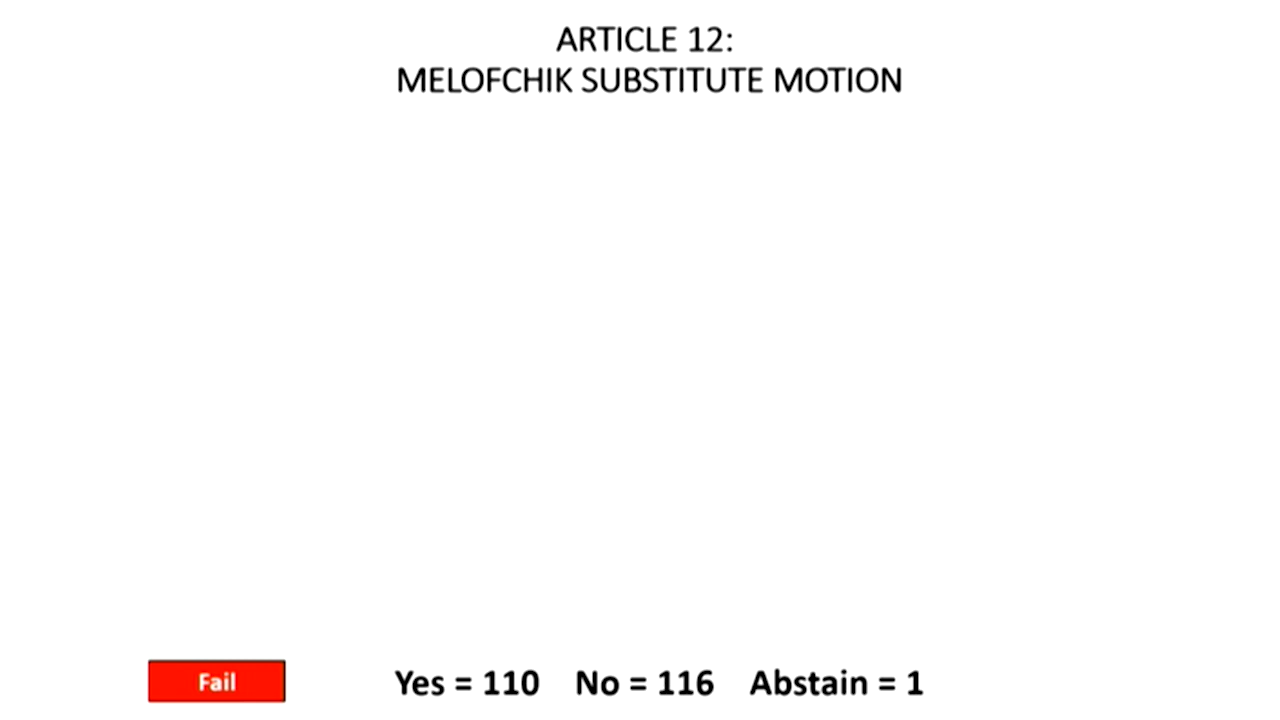 ARTICLE 12:
MELOFCHIK SUBSTITUTE MOTION
Fail
Yes = 110 No = 116 Abstain = 1